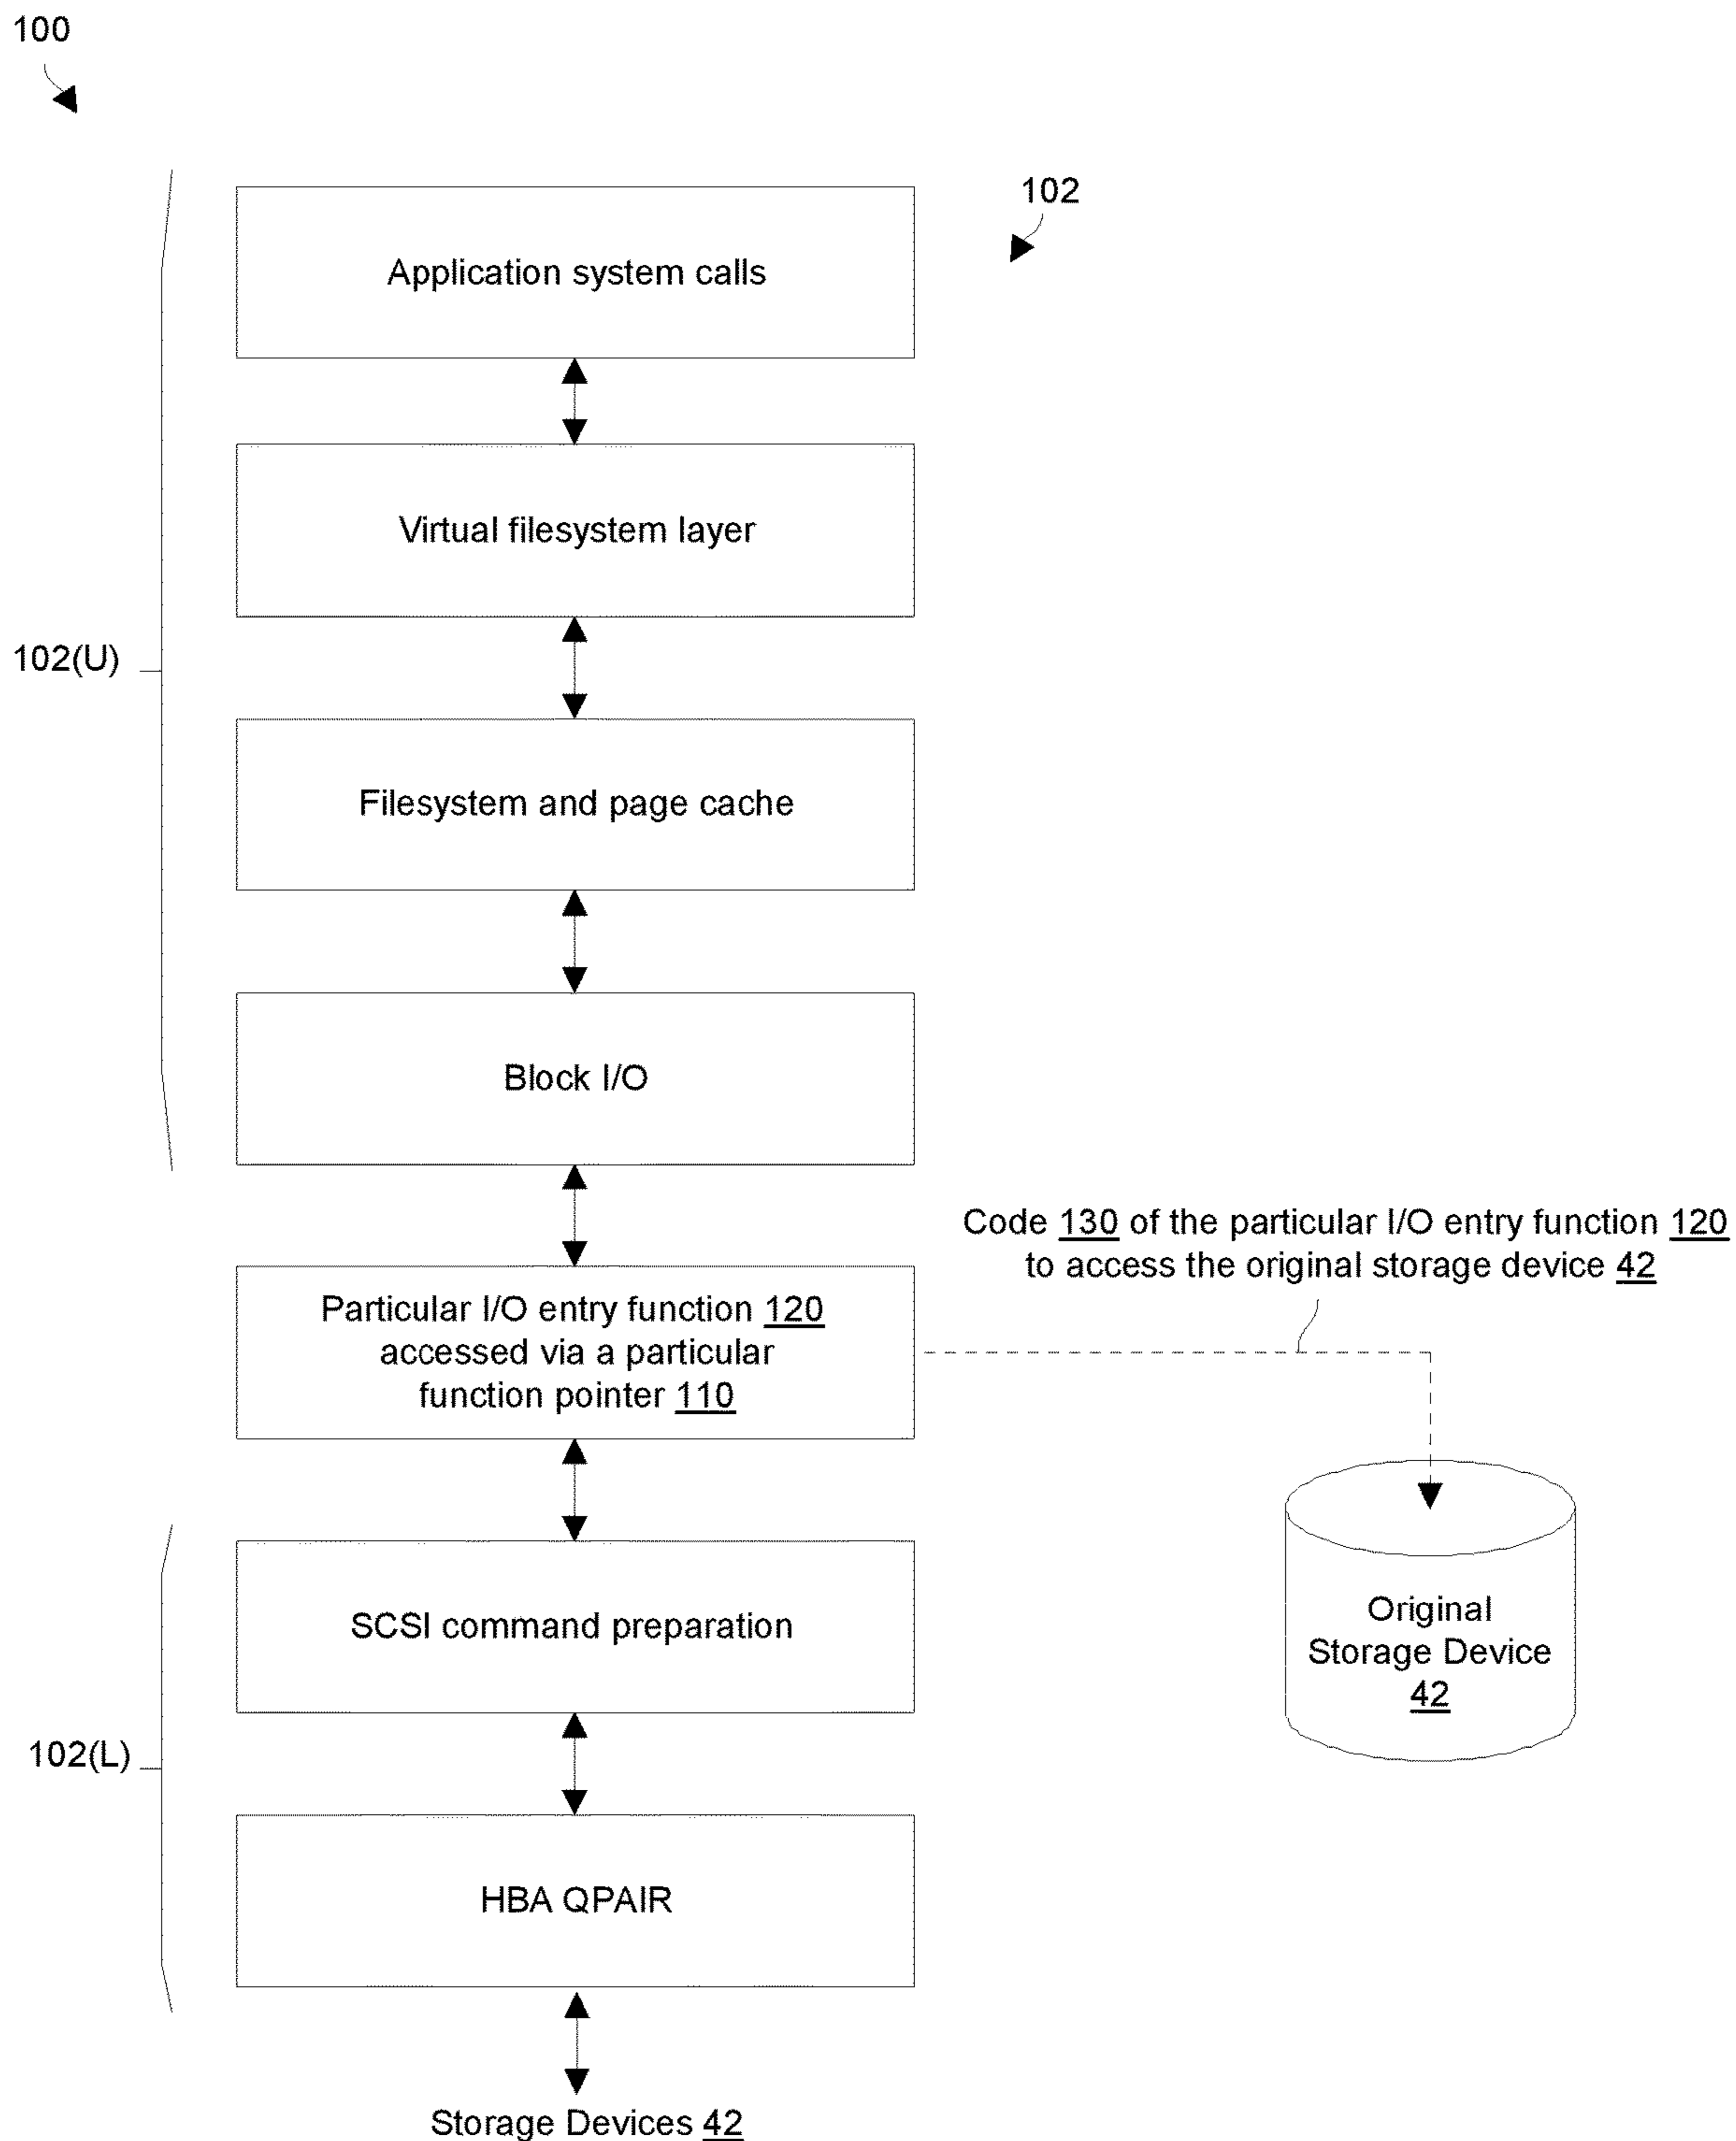 100
102
Application system calls
Virtual filesystem layer
102(U)
Filesystem and page cache
Block I/O
Code 130 of the particular I/O entry function 120
to access the original storage device 42
Particular I/O entry function 120
accessed via a particular
function pointer 110
SCSI command preparation
Original
Storage Device
42
102(L)
HBA QPAIR
Storage Devices 42